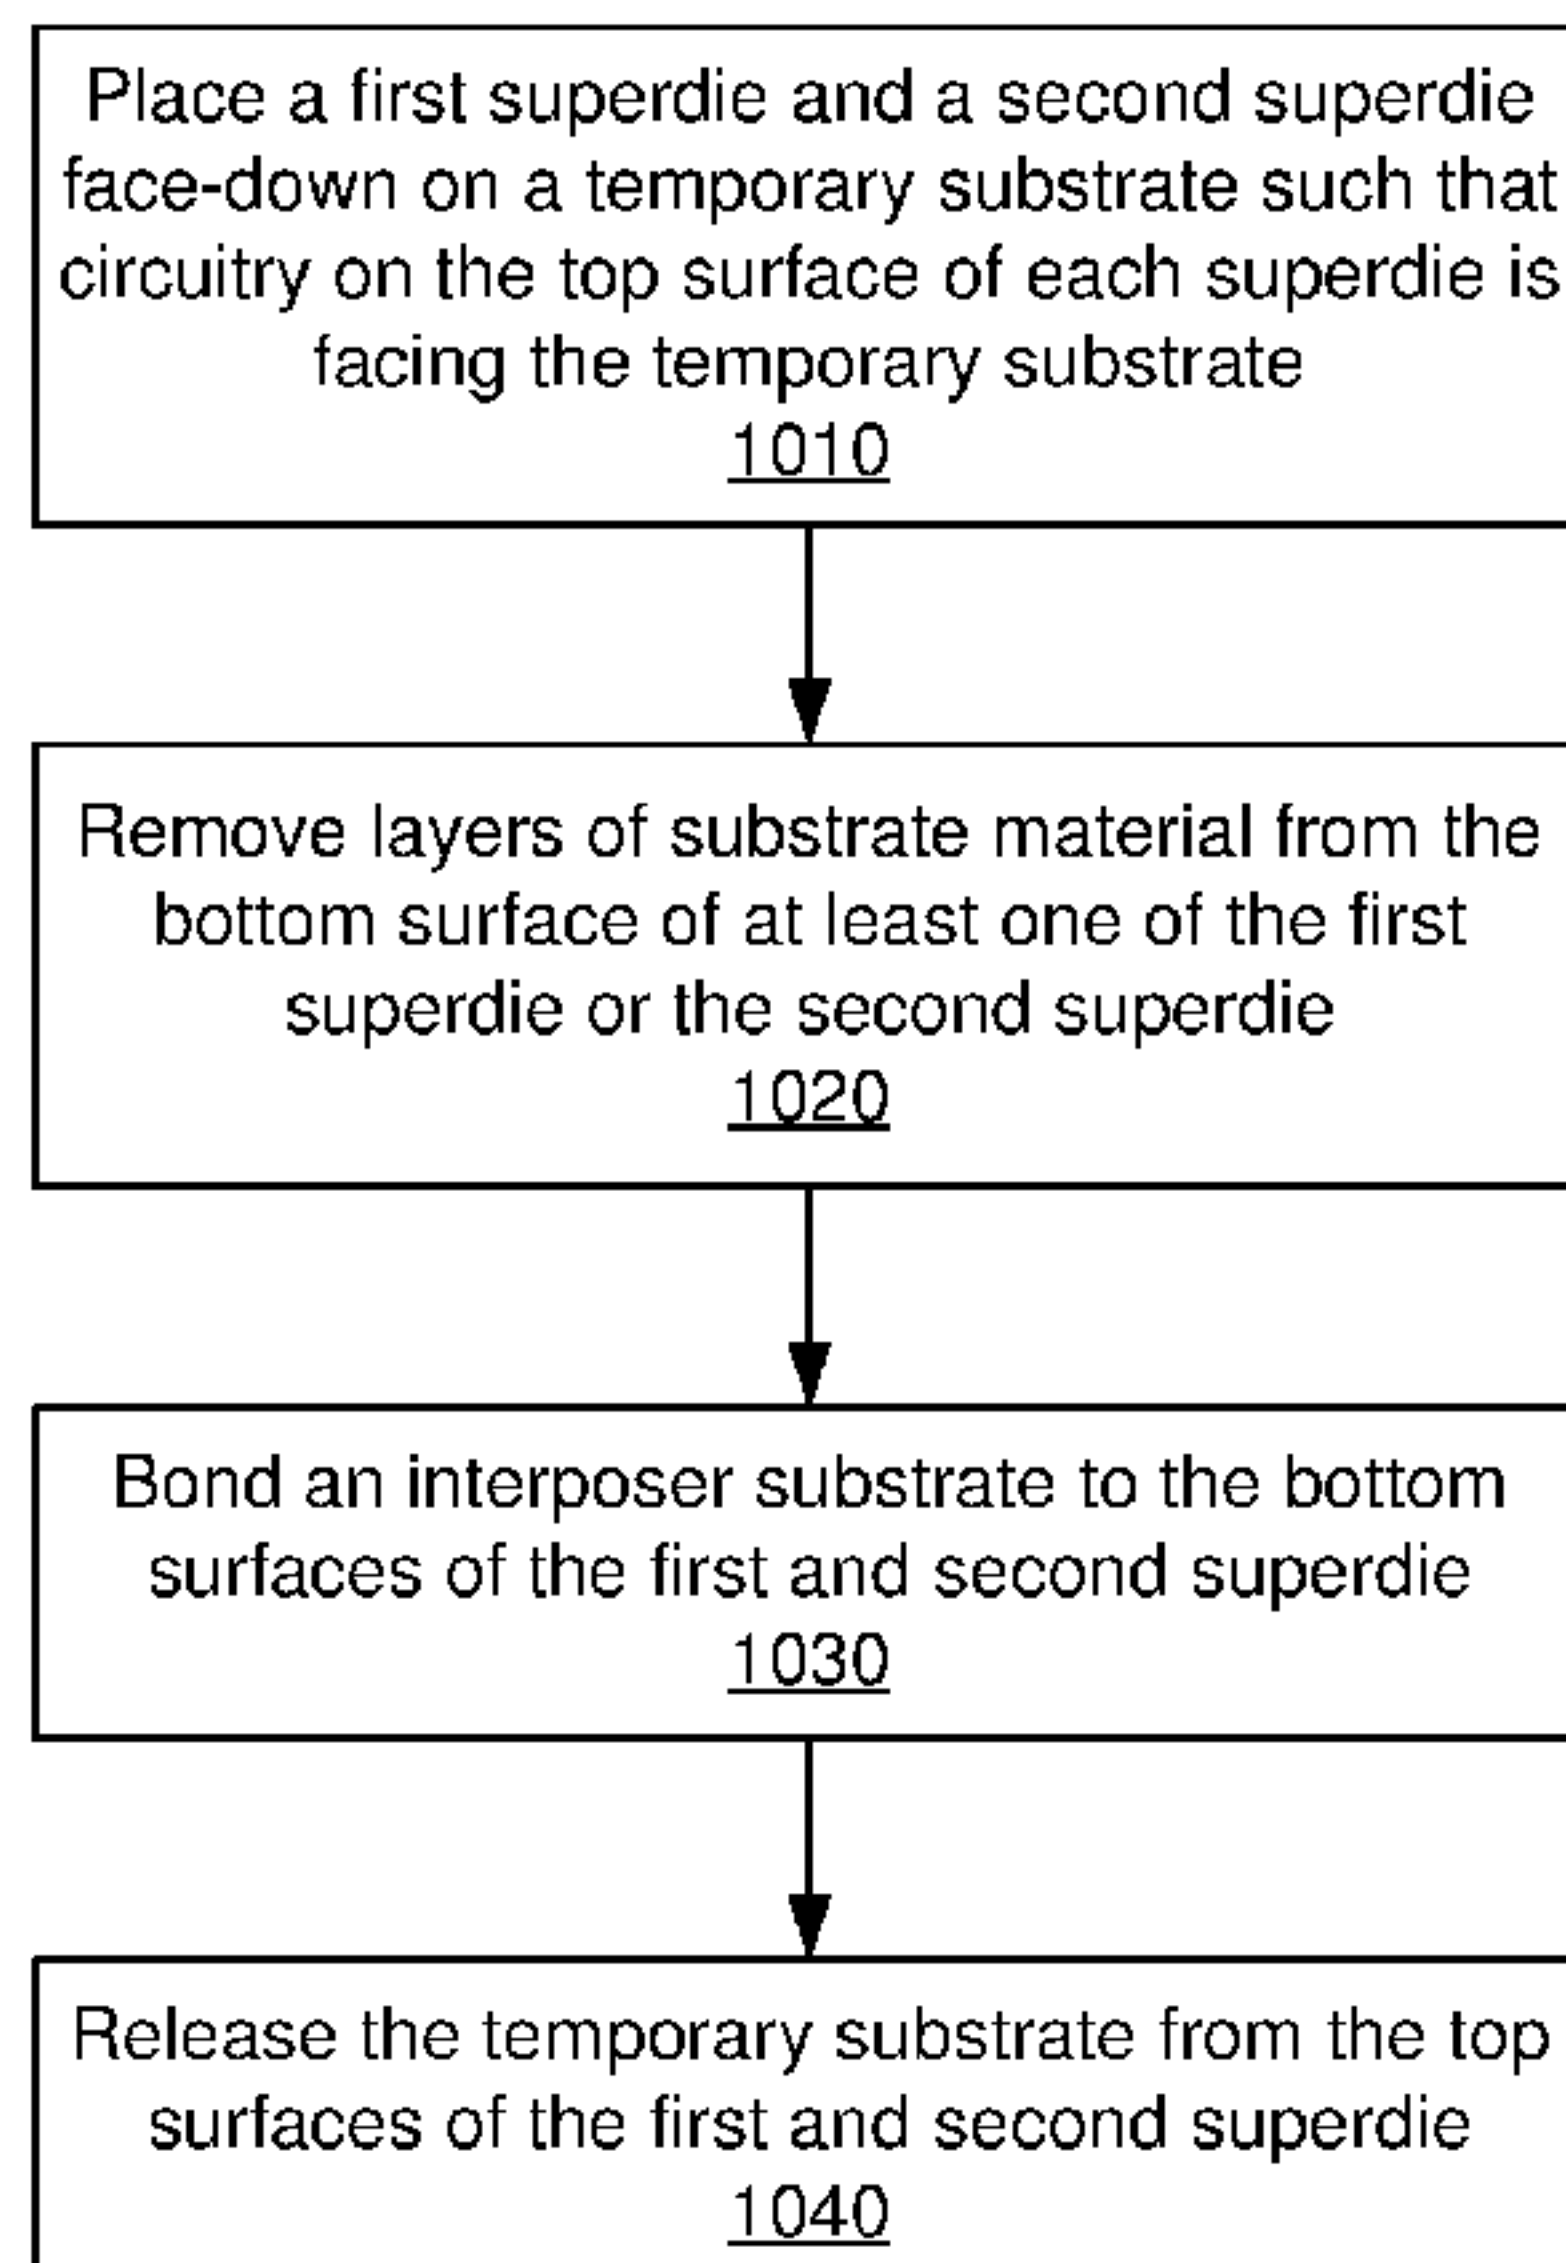 Place a first superdie and a second superdie
face-down on a temporary substrate such that
circuitry on the top surface of each superdie is
facing the temporary substrate
1010
Remove layers of substrate material from the
bottom surface of at least one of the first
superdie or the second superdie
1020
Bond an interposer substrate to the bottom
surfaces of the first and second superdie
1030
Release the temporary substrate from the top
surfaces of the first and second superdie
1040